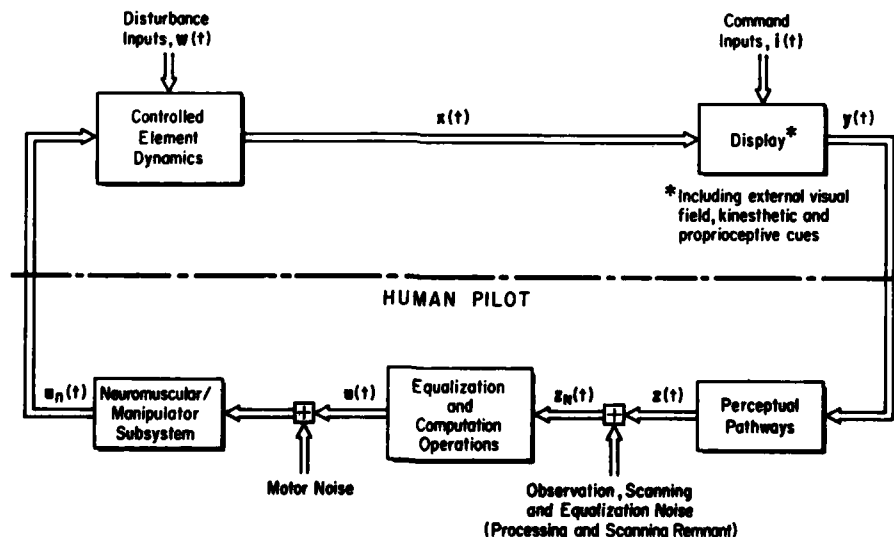 Disturbance
Inputs, w(t)
Command
Inputs, i(t)
Controlled
Element
Dynamics
x(t)
Display*
y(t)
*Including external visual
field, kinesthetic and
proprioceptive cues
HUMAN PILOT
un(t)
Neuromuscular/
Manipulator
Subsystem
+
u(t)
Equalization
and
Computation
Operations
zN(t)
+
z(t)
Perceptual
Pathways
Motor Noise
Observation, Scanning
and Equalization Noise
(Processing and Scanning Remnant)